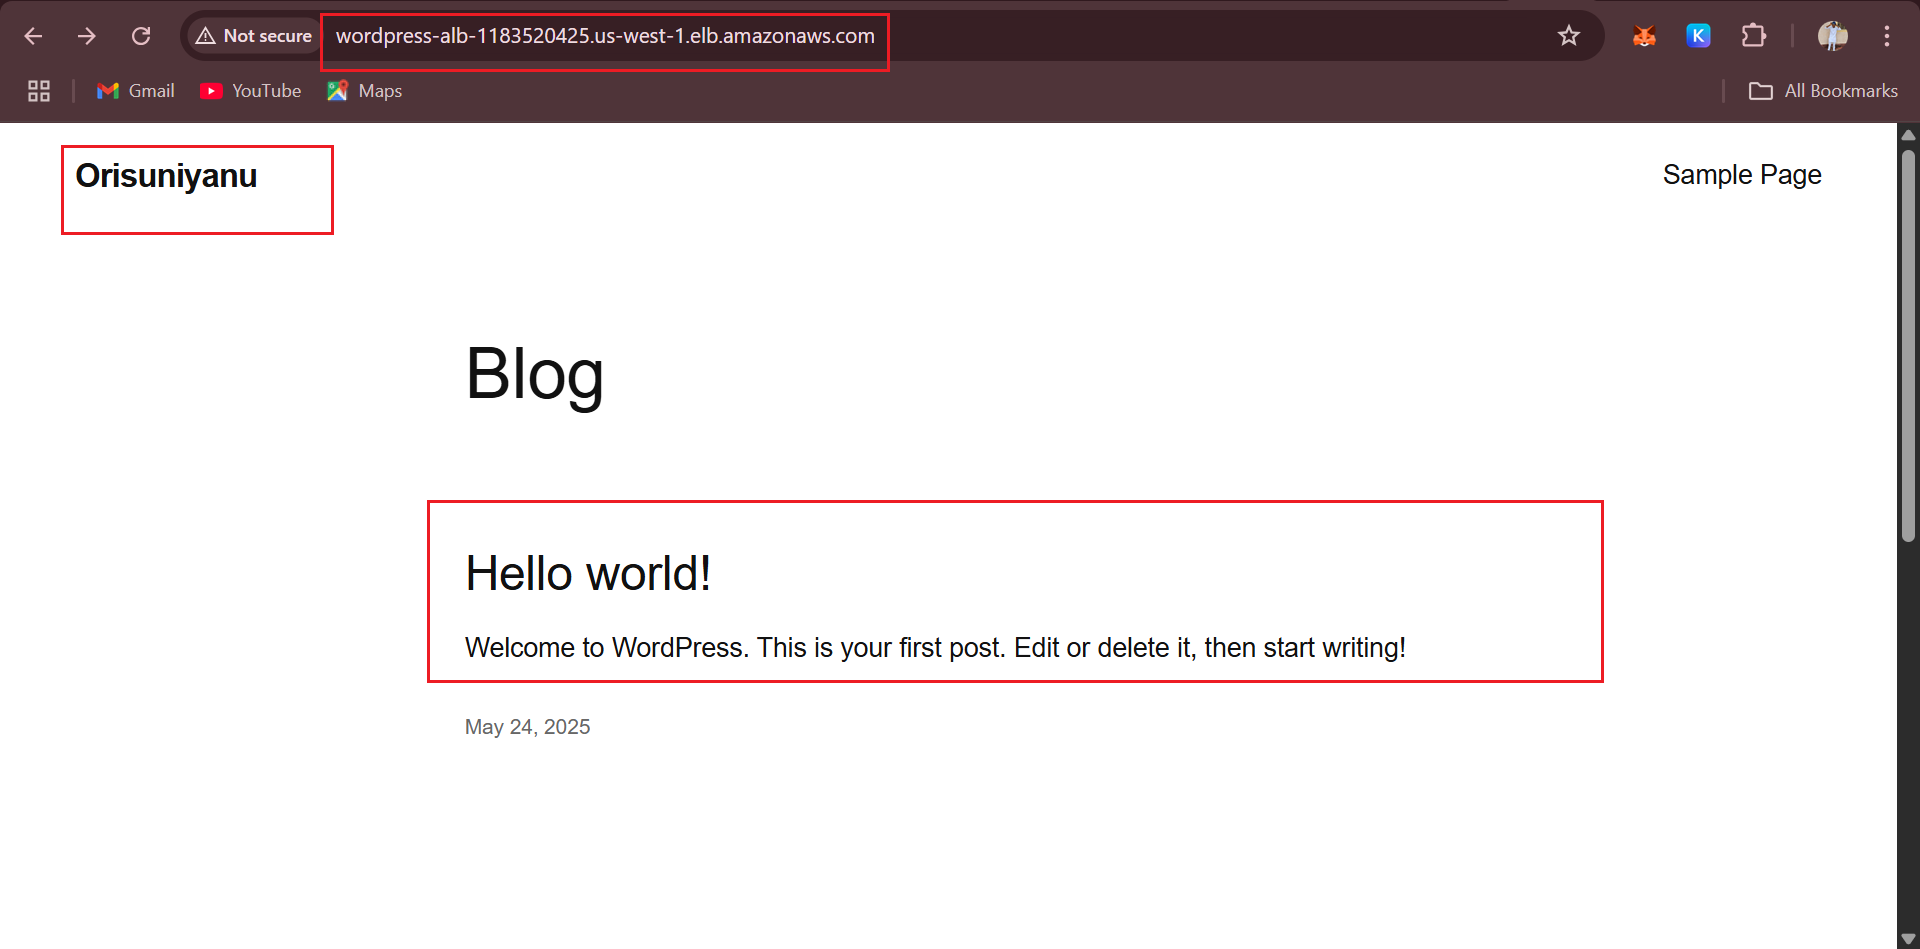 Not secure wordpress-alb-1183520425.us-west-1.elb.amazonaws.com K
Gmail YouTube Maps All Bookmarks
Orisuniyanu Sample Page
Blog
Hello world!
Welcome to WordPress. This is your first post. Edit or delete it, then start writing!
May 24, 2025